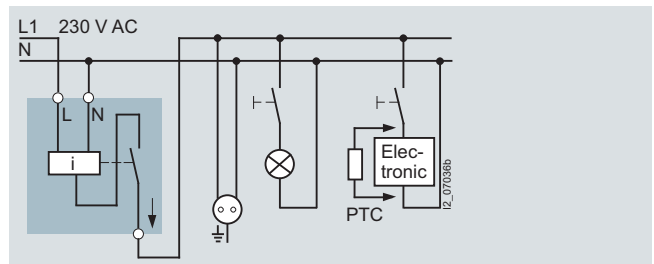 L1 230 V AC
N
L N
i
Elec-
tronic
PTC
I2_07036b